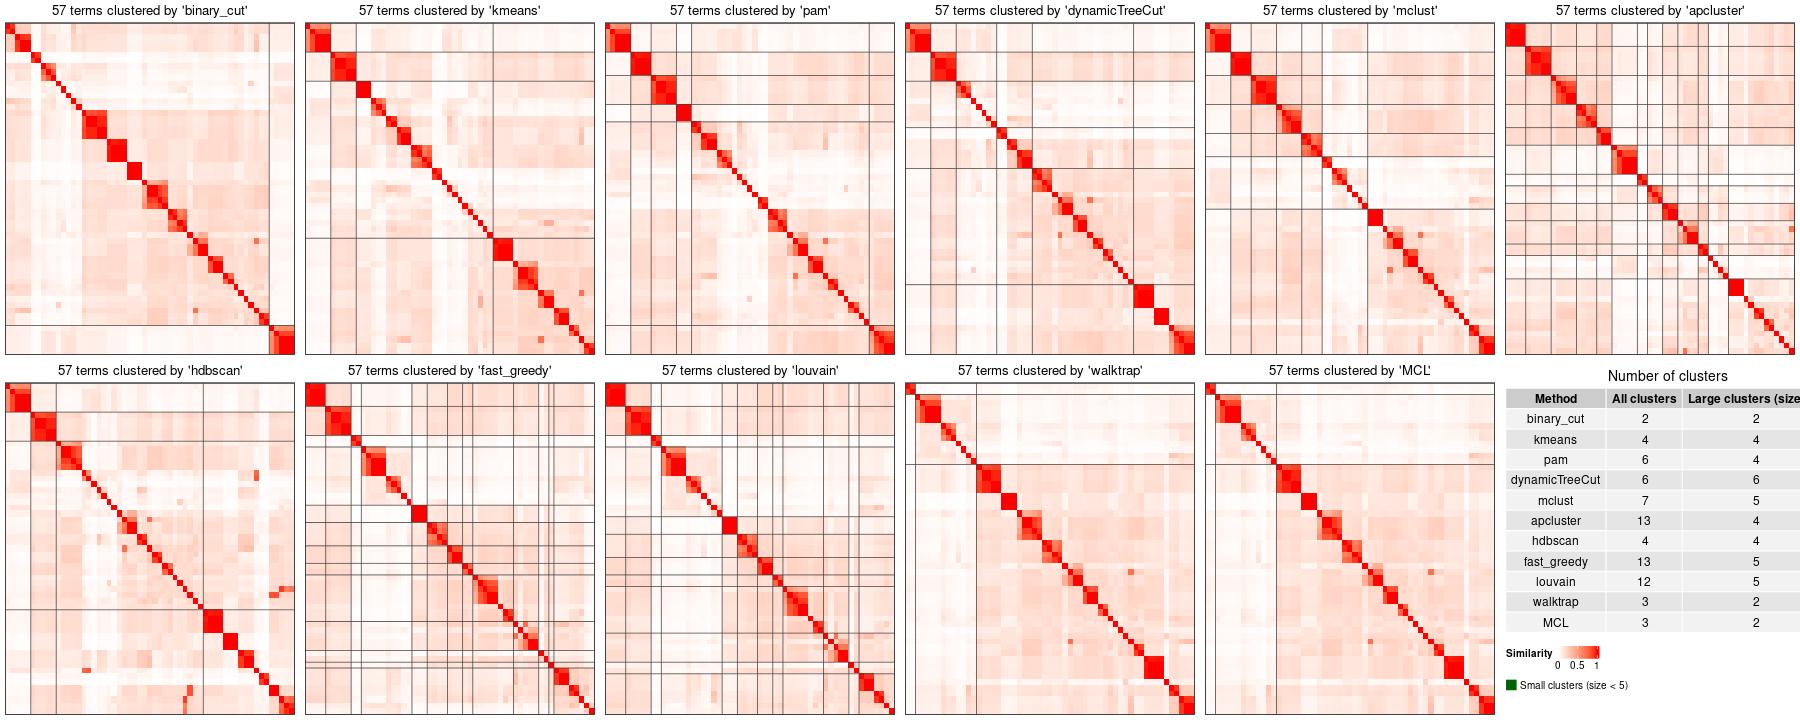 57 terms clustered by 'binary_cut'
57 terms clustered by 'kmeans'
57 terms clustered by 'pam'
57 terms clustered by 'dynamicTreeCut'
57 terms clustered by 'mclust'
57 terms clustered by 'apcluster'
57 terms clustered by 'hdbscan'
57 terms clustered by 'fast_greedy'
57 terms clustered by 'louvain'
57 terms clustered by 'walktrap'
57 terms clustered by 'MCL'
Number of clusters
Method All clusters Large clusters (size
binary_cut 2 2
kmeans 4 4
pam 6 4
dynamicTreeCut 6 6
mclust 7 5
apcluster 13 4
hdbscan 4 4
fast_greedy 13 5
louvain 12 5
walktrap 3 2
MCL 3 2
Similarity
0 0.5 1
Small clusters (size < 5)